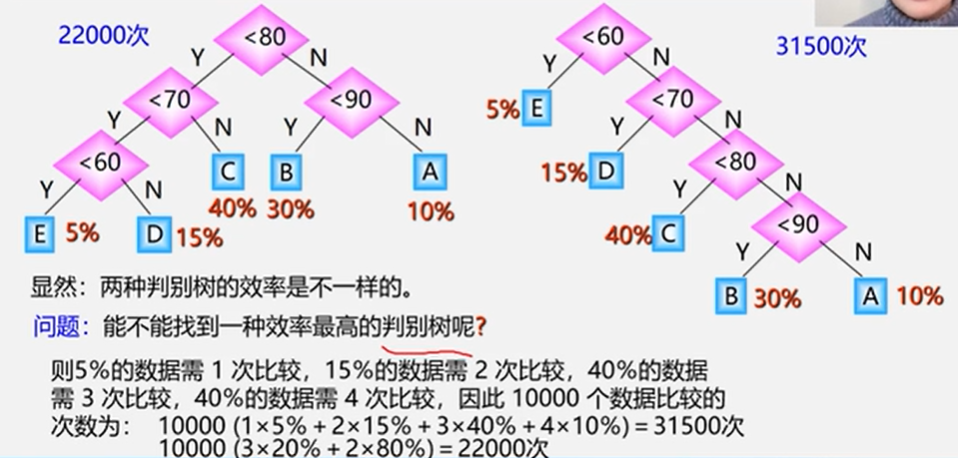 22000次
<80
Y
N
<70
<90
Y
N
Y
N
<60
C
B
A
Y
N
40%
30%
10%
E
5%
D
15%
<60
31500次
Y
N
5%
E
<70
Y
N
15%
D
<80
Y
N
40%
C
<90
Y
N
B
30%
A
10%
显然：两种判别树的效率是不一样的。
问题：能不能找到一种效率最高的判别树呢?
则5%的数据需 1 次比较，15%的数据需 2 次比较，40%的数据
需 3 次比较，40%的数据需 4 次比较，因此 10000 个数据比较的
次数为： 10000 (1×5%＋2×15%＋3×40%＋4×10%)＝31500次
10000 (3×20%＋2×80%)＝22000次